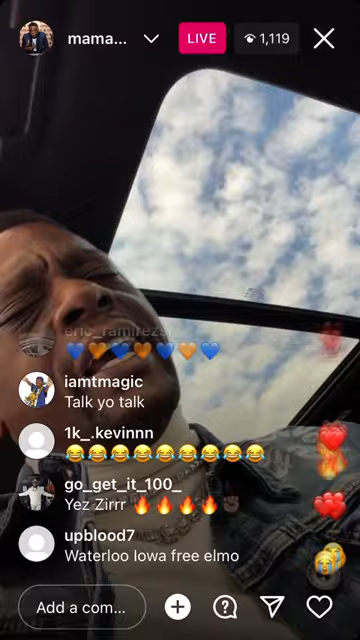 mama...
LIVE
1,119
eric_ramirezs
💙🧡💙🧡💙🧡💙
iamtmagic
Talk yo talk
1k_.kevinnn
😂😂😂😂😂😂😂😂😂
go_get_it_100_
Yez Zirrr 🔥🔥🔥🔥
upblood7
Waterloo Iowa free elmo
Add a com...